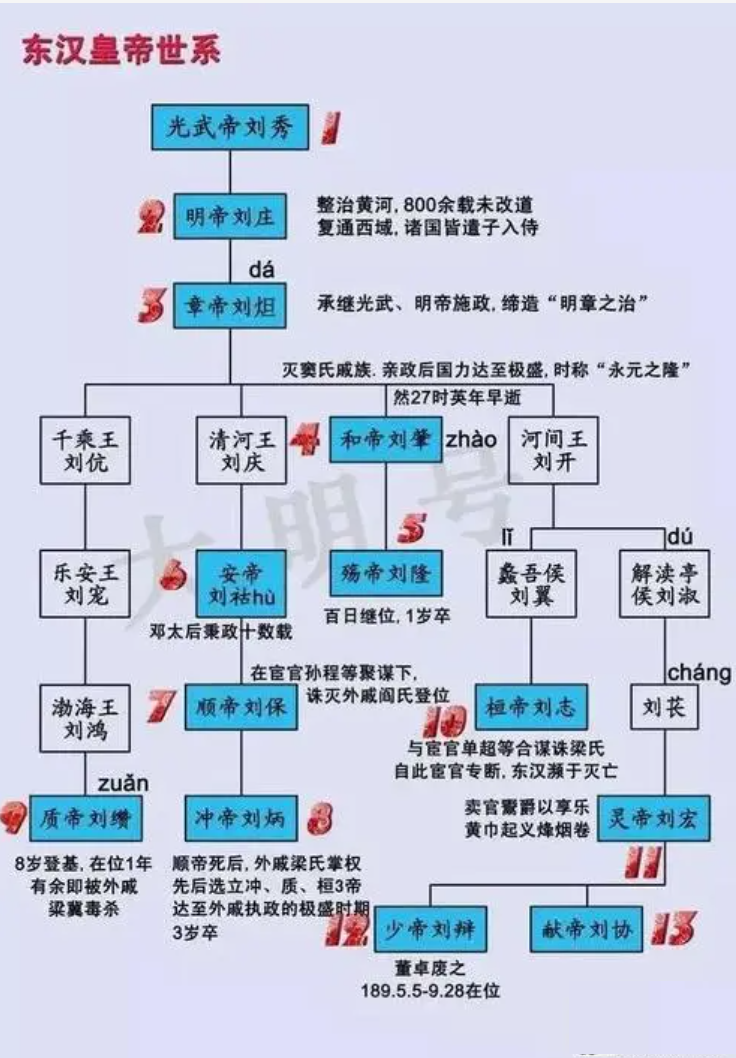 东汉皇帝世系
光武帝刘秀
1
2
明帝刘庄
整治黄河,800余载未改道
复通西域,诸国皆遣子入侍
dá
3
章帝刘炟
承继光武、明帝施政,缔造“明章之治”
灭窦氏戚族.亲政后国力达至极盛,时称“永元之隆”
然27时英年早逝
千乘王
刘伉
清河王
刘庆
4
和帝刘肇
zhào
河间王
刘开
大明号
5
lǐ
dú
乐安王
刘宠
6
安帝
刘祜hù
殇帝刘隆
蠡吾侯
刘翼
解渎亭
侯刘淑
邓太后秉政十数载
百日继位,1岁卒
在宦官孙程等聚谋下,
诛灭外戚阎氏登位
cháng
渤海王
刘鸿
7
顺帝刘保
10
桓帝刘志
刘苌
与宦官单超等合谋诛梁氏
自此宦官专断,东汉濒于灭亡
zuǎn
9
质帝刘缵
冲帝刘炳
8
卖官鬻爵以享乐
黄巾起义烽烟卷
灵帝刘宏
11
8岁登基,在位1年
有余即被外戚
梁冀毒杀
顺帝死后,外戚梁氏掌权
先后选立冲、质、桓3帝
达至外戚执政的极盛时期
3岁卒
12
少帝刘辩
献帝刘协
13
董卓废之
189.5.5-9.28在位